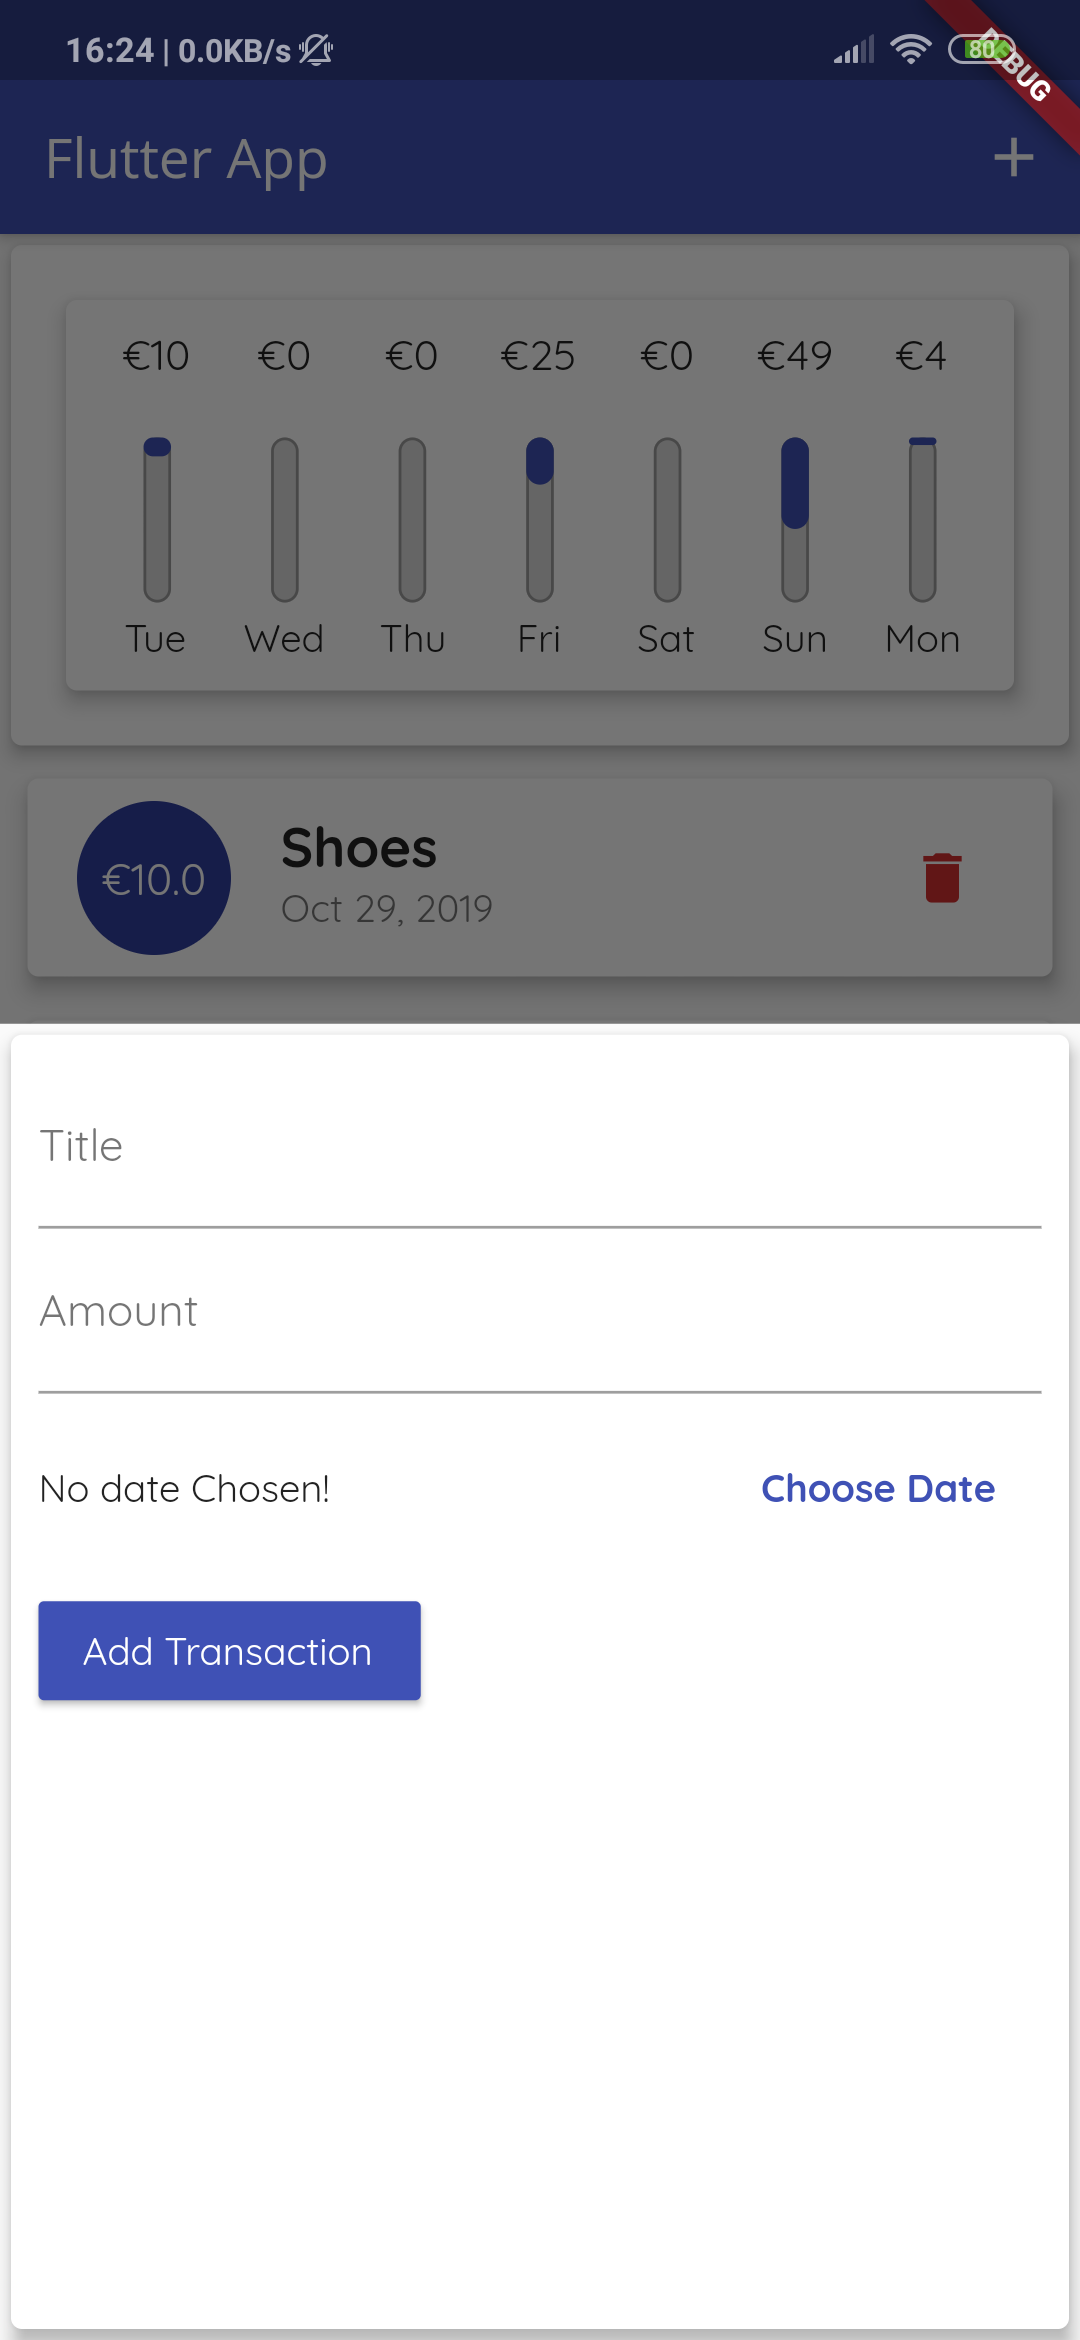 16:24 | 0.0KB/s
80
DEBUG
Flutter App
€10 €0 €0 €25 €0 €49 €4
Tue Wed Thu Fri Sat Sun Mon
€10.0
Shoes
Oct 29, 2019
Title
Amount
No date Chosen! Choose Date
Add Transaction